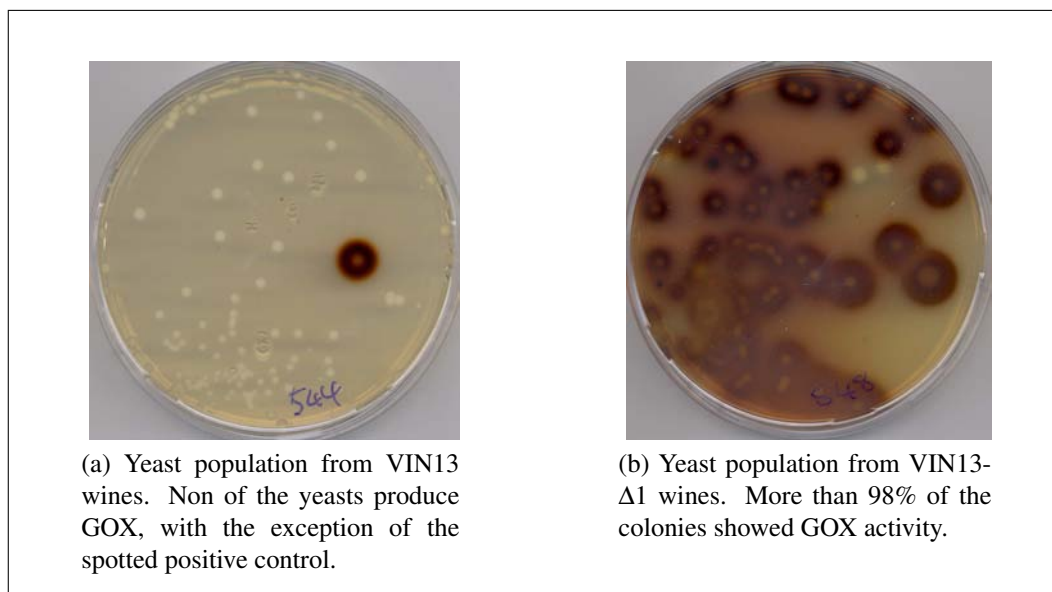 544
848
(a) Yeast population from VIN13
wines. Non of the yeasts produce
GOX, with the exception of the
spotted positive control.
(b) Yeast population from VIN13-
Δ1 wines. More than 98% of the
colonies showed GOX activity.